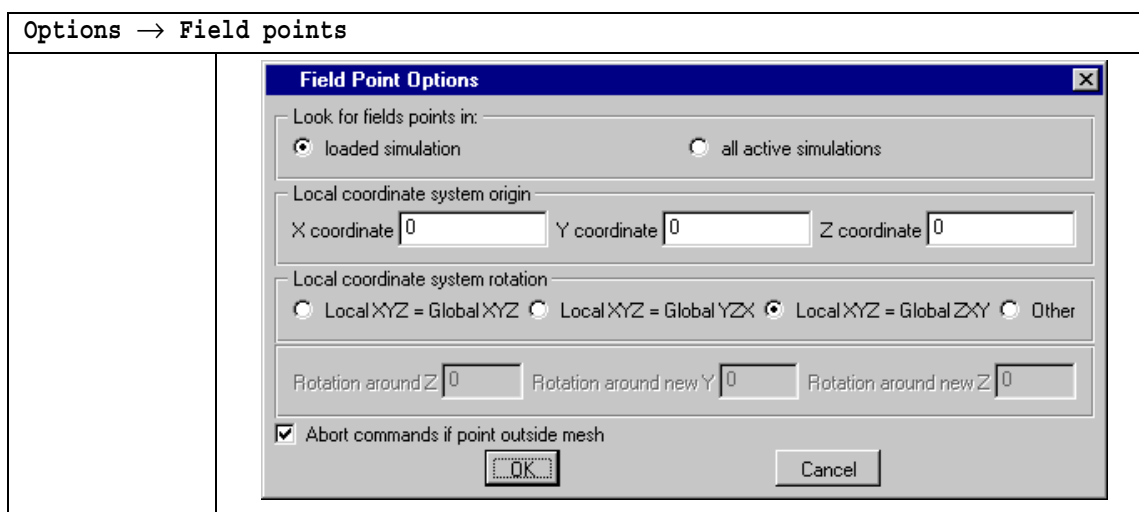 Options → Field points
Field Point Options
Look for fields points in:
loaded simulation all active simulations
Local coordinate system origin
X coordinate 0 Y coordinate 0 Z coordinate 0
Local coordinate system rotation
Local XYZ = Global XYZ Local XYZ = Global YZX Local XYZ = Global ZXY Other
Rotation around Z 0 Rotation around new Y 0 Rotation around new Z 0
Abort commands if point outside mesh
OK Cancel